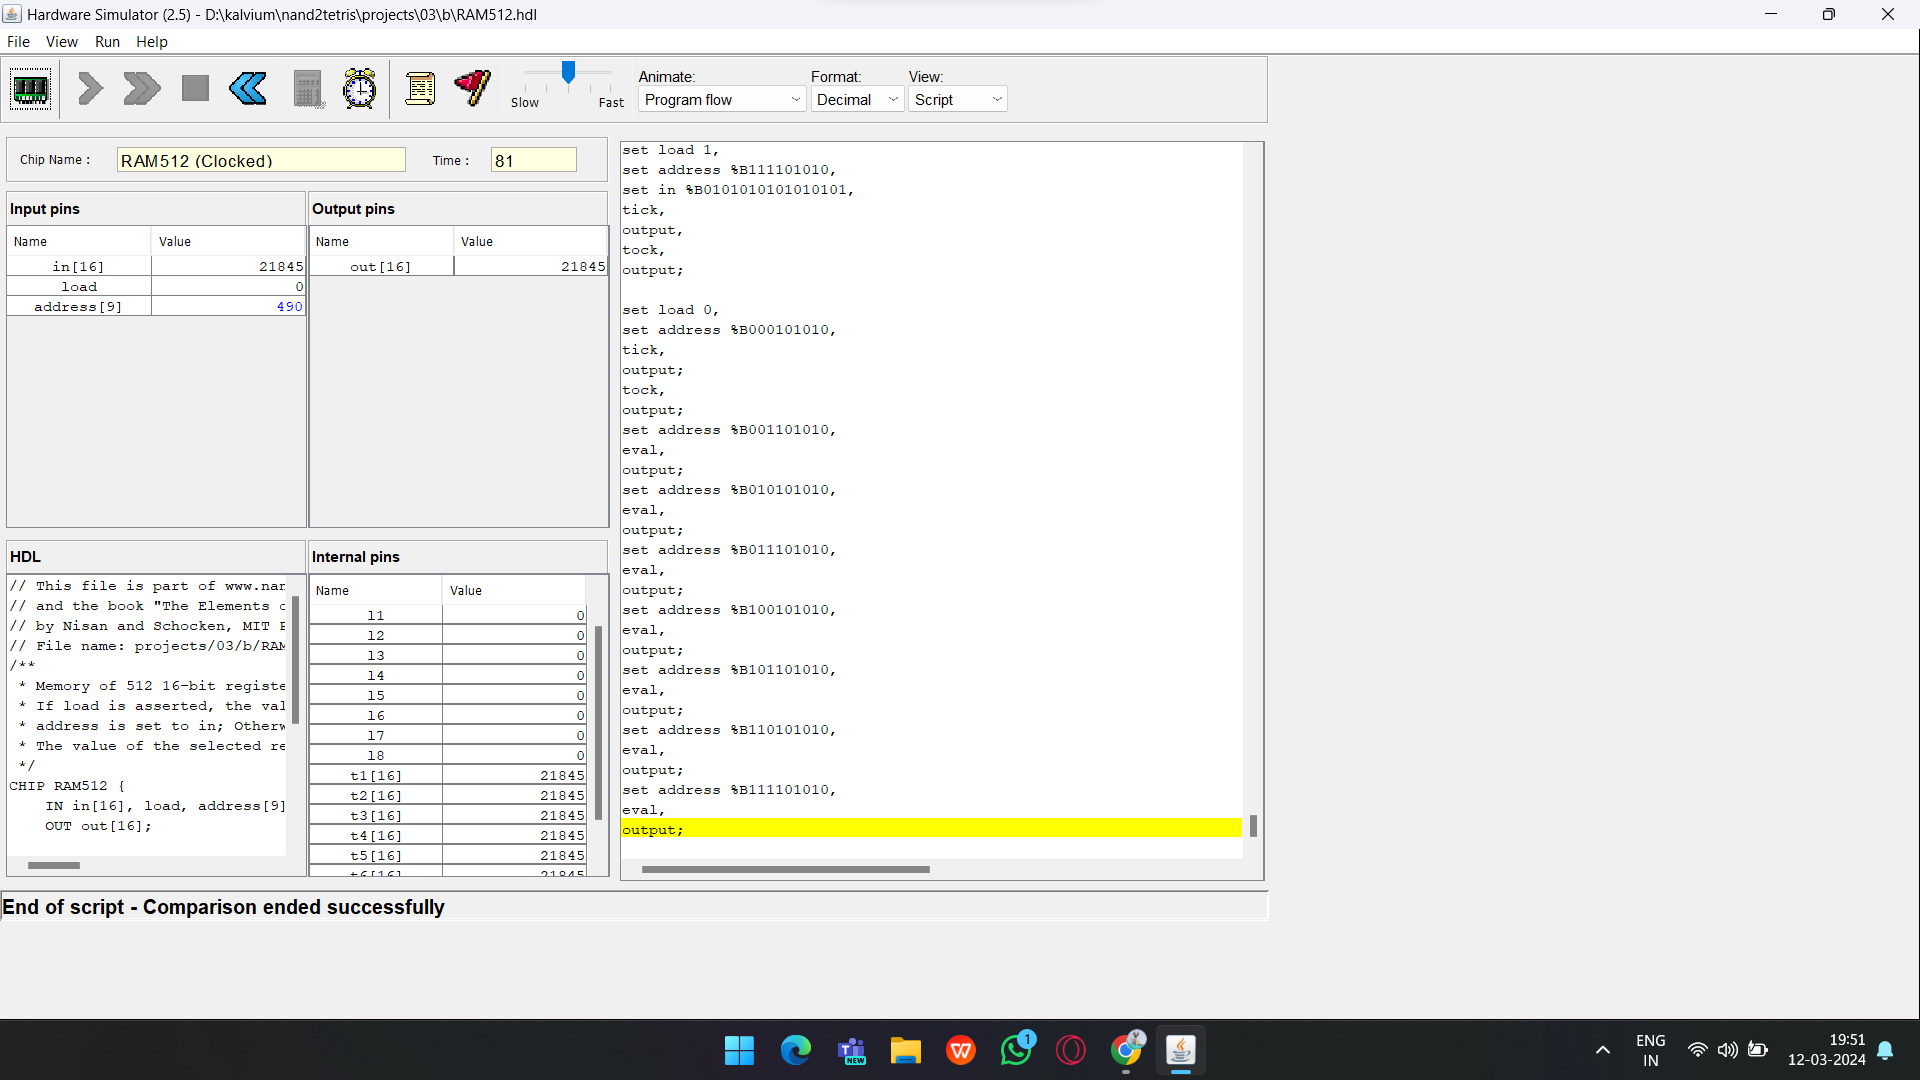 Hardware Simulator (2.5) - D:\kalvium\nand2tetris\projects\03\b\RAM512.hdl
File View Run Help
Slow Fast
Animate: Format: View:
Program flow Decimal Script
Chip Name : RAM512 (Clocked) Time : 81
Input pins
Name Value
in[16] 21845
load 0
address[9] 490
Output pins
Name Value
out[16] 21845
HDL
// This file is part of www.nan
// and the book "The Elements o
// by Nisan and Schocken, MIT P
// File name: projects/03/b/RAM
/**
* Memory of 512 16-bit registe
* If load is asserted, the val
* address is set to in; Otherw
* The value of the selected re
*/
CHIP RAM512 {
IN in[16], load, address[9]
OUT out[16];
Internal pins
Name Value
l1 0
l2 0
l3 0
l4 0
l5 0
l6 0
l7 0
l8 0
t1[16] 21845
t2[16] 21845
t3[16] 21845
t4[16] 21845
t5[16] 21845
t6[16] 21845
set load 1,
set address %B111101010,
set in %B0101010101010101,
tick,
output,
tock,
output;
set load 0,
set address %B000101010,
tick,
output;
tock,
output;
set address %B001101010,
eval,
output;
set address %B010101010,
eval,
output;
set address %B011101010,
eval,
output;
set address %B100101010,
eval,
output;
set address %B101101010,
eval,
output;
set address %B110101010,
eval,
output;
set address %B111101010,
eval,
output;
End of script - Comparison ended successfully
NEW
1
ENG
IN
19:51
12-03-2024